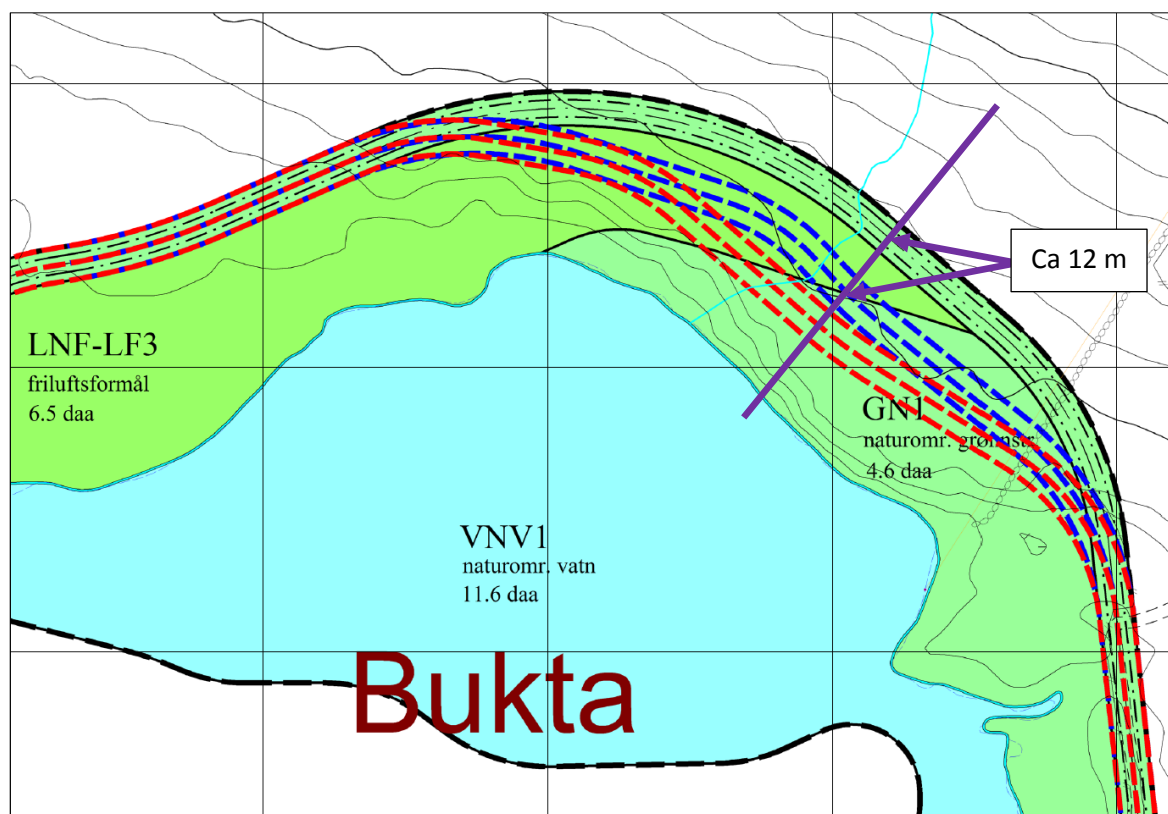 Ca 12 m
LNF-LF3
friluftsformål
6.5 daa
GN1
naturomr. grønnstr.
4.6 daa
VNV1
naturomr. vatn
11.6 daa
Bukta